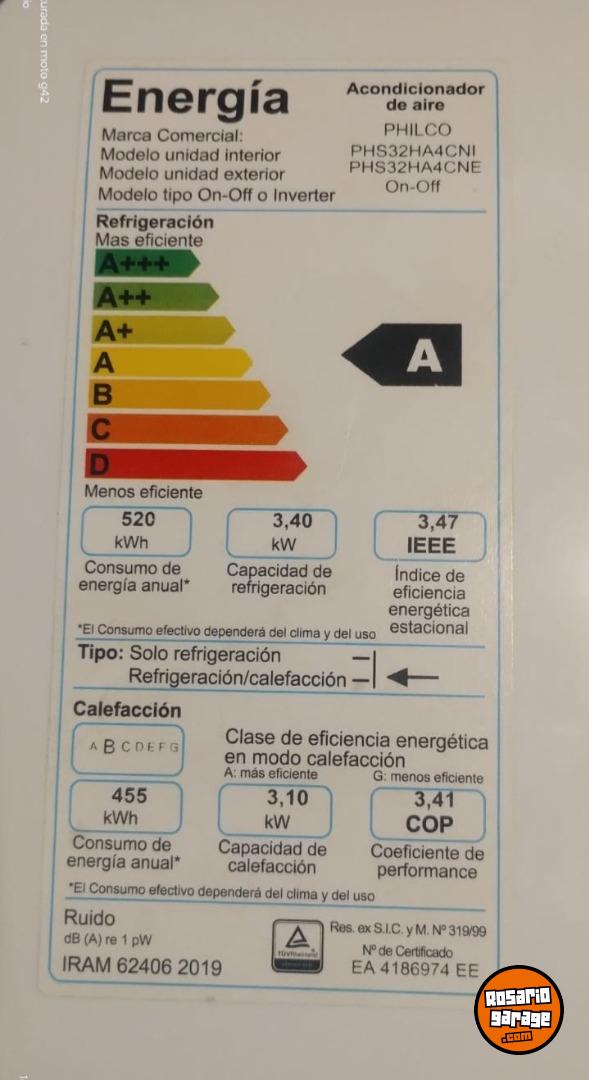 urada en moto g42
Energía
Acondicionador
de aire
Marca Comercial: PHILCO
Modelo unidad interior PHS32HA4CNI
Modelo unidad exterior PHS32HA4CNE
Modelo tipo On-Off o Inverter On-Off
Refrigeración
Mas eficiente
A+++
A++
A+
A
A
B
C
D
Menos eficiente
520 3,40 3,47
kWh kW IEEE
Consumo de
energía anual*
Capacidad de
refrigeración
Índice de
eficiencia
energética
estacional
*El Consumo efectivo dependerá del clima y del uso
Tipo: Solo refrigeración
Refrigeración/calefacción
Calefacción
A B C D E F G
Clase de eficiencia energética
en modo calefacción
A: más eficiente G: menos eficiente
455 3,10 3,41
kWh kW COP
Consumo de
energía anual*
Capacidad de
calefacción
Coeficiente de
performance
*El Consumo efectivo dependerá del clima y del uso
Ruido
dB (A) re 1 pW
IRAM 62406 2019
TÜVRheinland
Res. ex S.I.C. y M. Nº 319/99
Nº de Certificado
EA 4186974 EE
Rosario
garage
.com